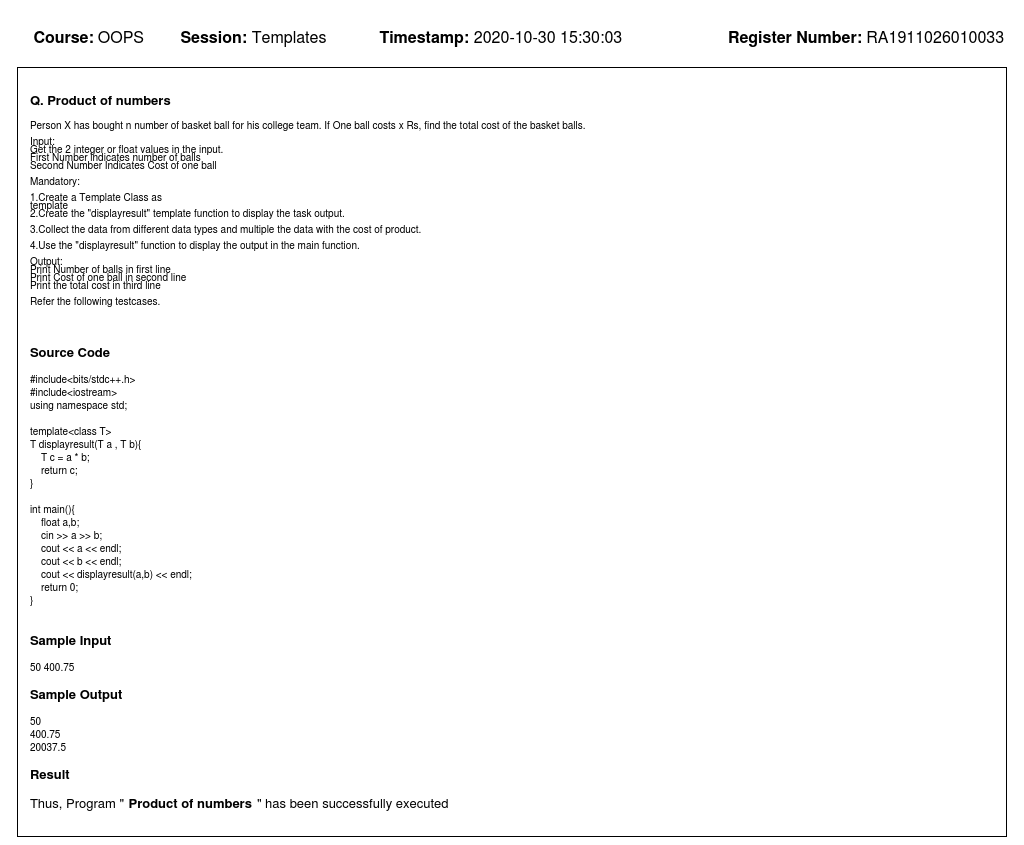 Course: OOPS Session: Templates Timestamp: 2020-10-30 15:30:03 Register Number: RA1911026010033
Q. Product of numbers
Person X has bought n number of basket ball for his college team. If One ball costs x Rs, find the total cost of the basket balls.
Input:
Get the 2 integer or float values in the input.
First Number indicates number of balls
Second Number Indicates Cost of one ball
Mandatory:
1.Create a Template Class as
template
2.Create the "displayresult" template function to display the task output.
3.Collect the data from different data types and multiple the data with the cost of product.
4.Use the "displayresult" function to display the output in the main function.
Output:
Print Number of balls in first line
Print Cost of one ball in second line
Print the total cost in third line
Refer the following testcases.
Source Code
#include<bits/stdc++.h>
#include<iostream>
using namespace std;
template<class T>
T displayresult(T a , T b){
T c = a * b;
return c;
}
int main(){
float a,b;
cin >> a >> b;
cout << a << endl;
cout << b << endl;
cout << displayresult(a,b) << endl;
return 0;
}
Sample Input
50 400.75
Sample Output
50
400.75
20037.5
Result
Thus, Program " Product of numbers " has been successfully executed